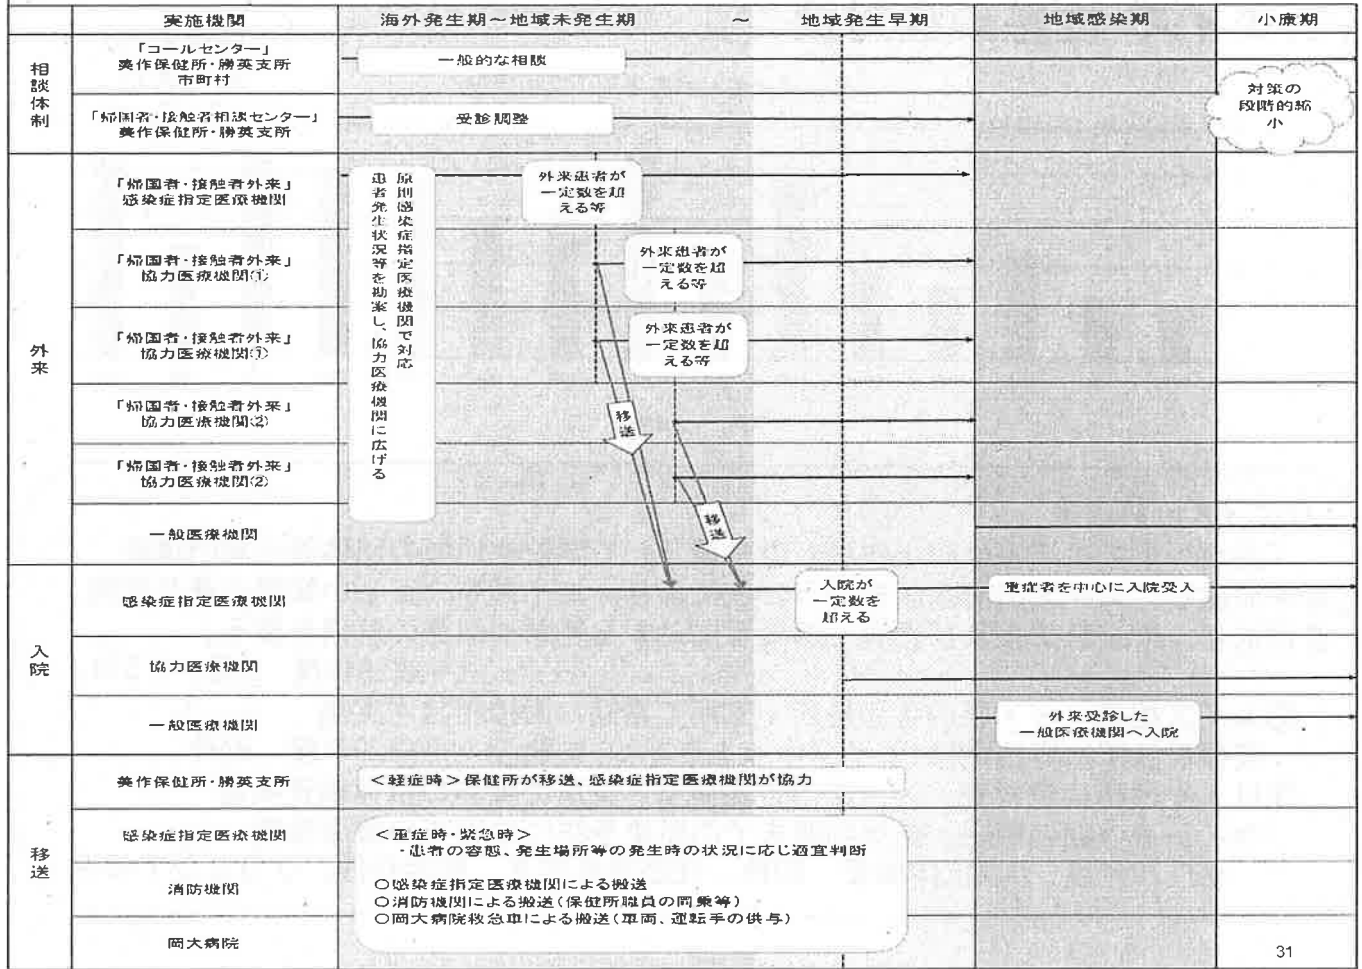 実施機関
海外発生期～地域未発生期
～
地域発生早期
地域感染期
小康期
相談体制
「コールセンター」
美作保健所・勝英支所
市町村
一般的な相談
対策の
段階的縮
小
「帰国者・接触者相談センター」
美作保健所・勝英支所
受診調整
外来
「帰国者・接触者外来」
感染症指定医療機関
原則感染症指定医療機関で対応
患者発生状況等を勘案し、協力医療機関に広げる
外来患者が
一定数を超
える等
「帰国者・接触者外来」
協力医療機関①
外来患者が
一定数を超
える等
「帰国者・接触者外来」
協力医療機関①
外来患者が
一定数を超
える等
「帰国者・接触者外来」
協力医療機関②
移送
「帰国者・接触者外来」
協力医療機関②
移送
一般医療機関
入院
感染症指定医療機関
入院が
一定数を
超える
重症者を中心に入院受入
協力医療機関
一般医療機関
外来受診した
一般医療機関へ入院
移送
美作保健所・勝英支所
＜軽症時＞保健所が移送、感染症指定医療機関が協力
感染症指定医療機関
＜重症時・緊急時＞
・患者の容態、発生場所等の発生時の状況に応じ適宜判断
消防機関
○感染症指定医療機関による搬送
○消防機関による搬送(保健所職員の同乗等)
○岡大病院救急車による搬送(車両、運転手の供与)
岡大病院
31